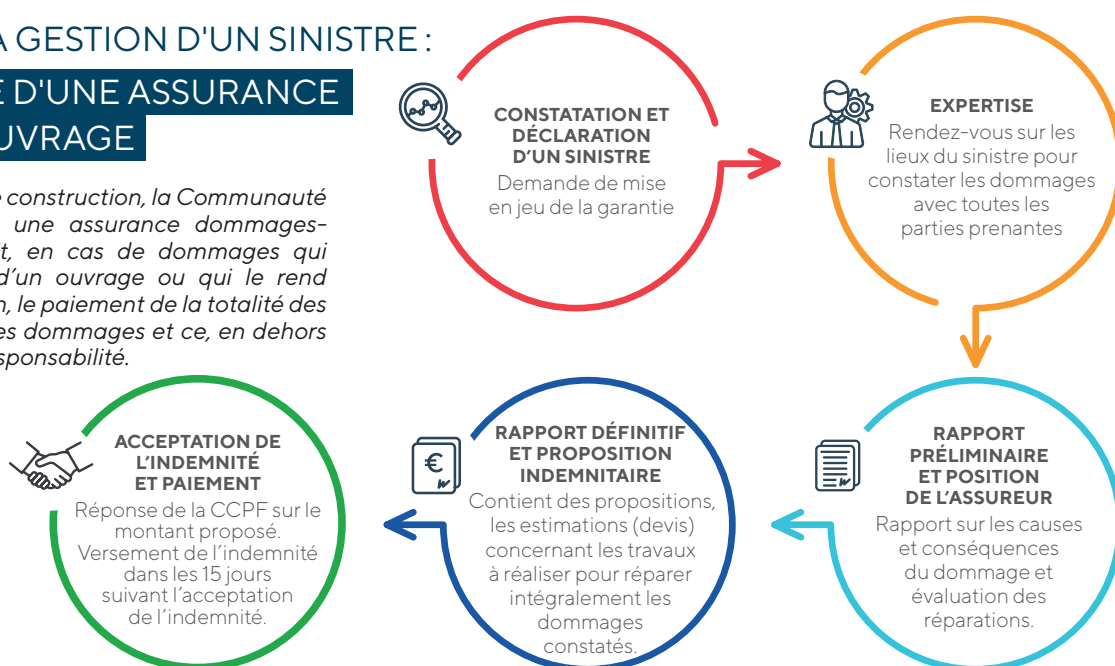 A GESTION D'UN SINISTRE :
E D'UNE ASSURANCE
UVRAGE
e construction, la Communauté
une assurance dommages-
t, en cas de dommages qui
d'un ouvrage ou qui le rend
n, le paiement de la totalité des
es dommages et ce, en dehors
sponsabilité.
CONSTATATION ET
DÉCLARATION
D'UN SINISTRE
Demande de mise
en jeu de la garantie
EXPERTISE
Rendez-vous sur les
lieux du sinistre pour
constater les dommages
avec toutes les
parties prenantes
RAPPORT
PRÉLIMINAIRE
ET POSITION
DE L'ASSUREUR
Rapport sur les causes
et conséquences
du dommage et
évaluation des
réparations.
RAPPORT DÉFINITIF
ET PROPOSITION
INDEMNITAIRE
Contient des propositions,
les estimations (devis)
concernant les travaux
à réaliser pour réparer
intégralement les
dommages
constatés.
€
ACCEPTATION DE
L'INDEMNITÉ
ET PAIEMENT
Réponse de la CCPF sur le
montant proposé.
Versement de l'indemnité
dans les 15 jours
suivant l'acceptation
de l'indemnité.